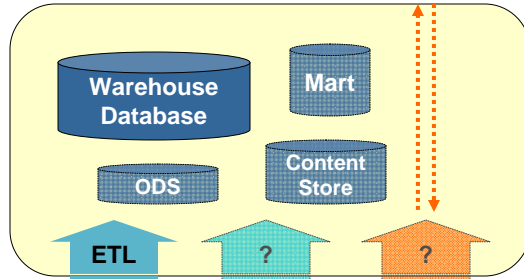 Warehouse
Database
Mart
ODS
Content
Store
ETL
?
?